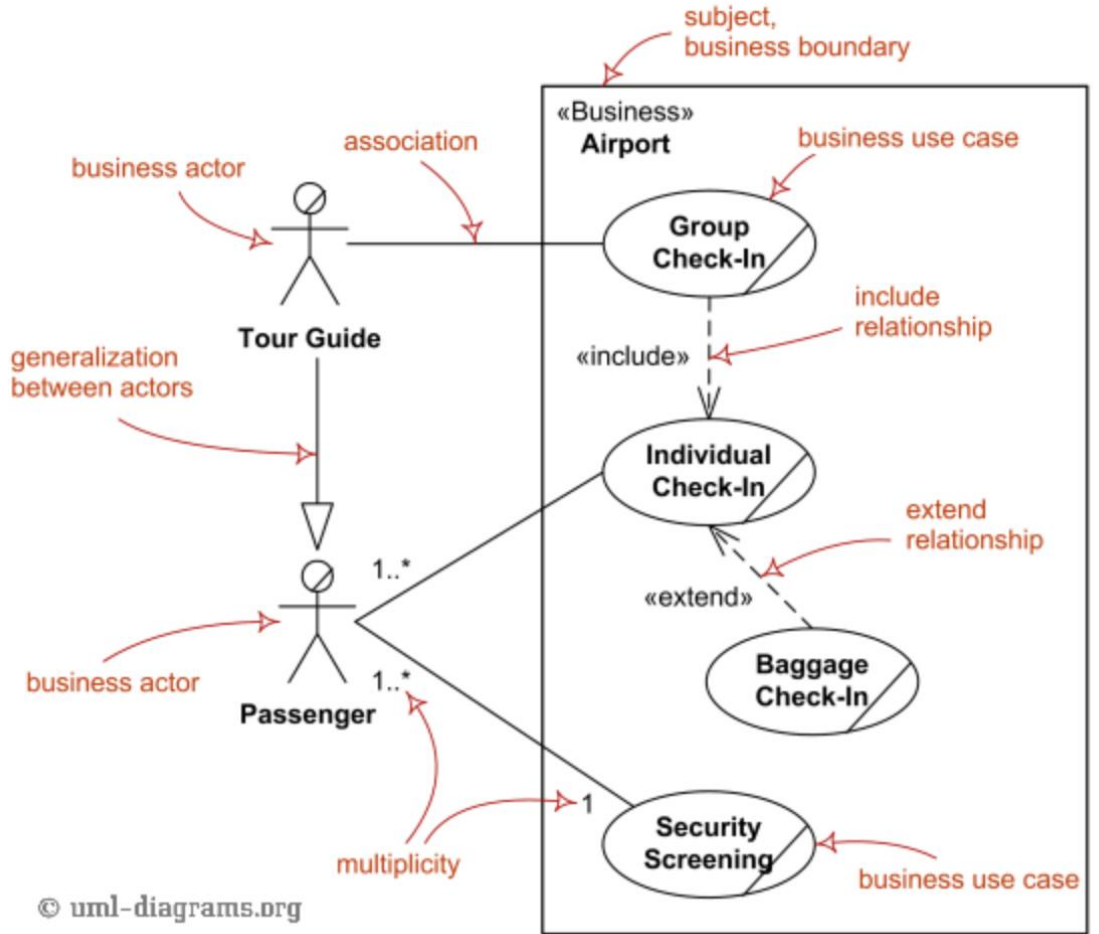 subject,
business boundary
«Business»
Airport
association
business use case
business actor
Group
Check-In
include
relationship
Tour Guide
«include»
generalization
between actors
Individual
Check-In
extend
relationship
1..*
«extend»
business actor
1..*
Baggage
Check-In
Passenger
1
multiplicity
Security
Screening
business use case
© uml-diagrams.org